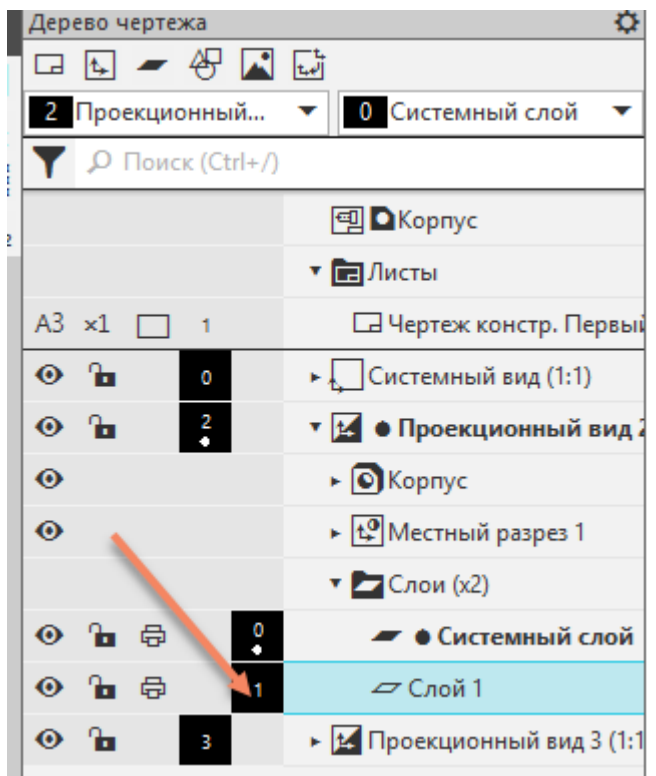 Дерево чертежа
2 Проекционный... 0 Системный слой
Поиск (Ctrl+/)
Корпус
Листы
А3 ×1 1 Чертеж констр. Первый
0 Системный вид (1:1)
2 Проекционный вид 2
Корпус
Местный разрез 1
Слои (x2)
0 Системный слой
1 Слой 1
3 Проекционный вид 3 (1:1